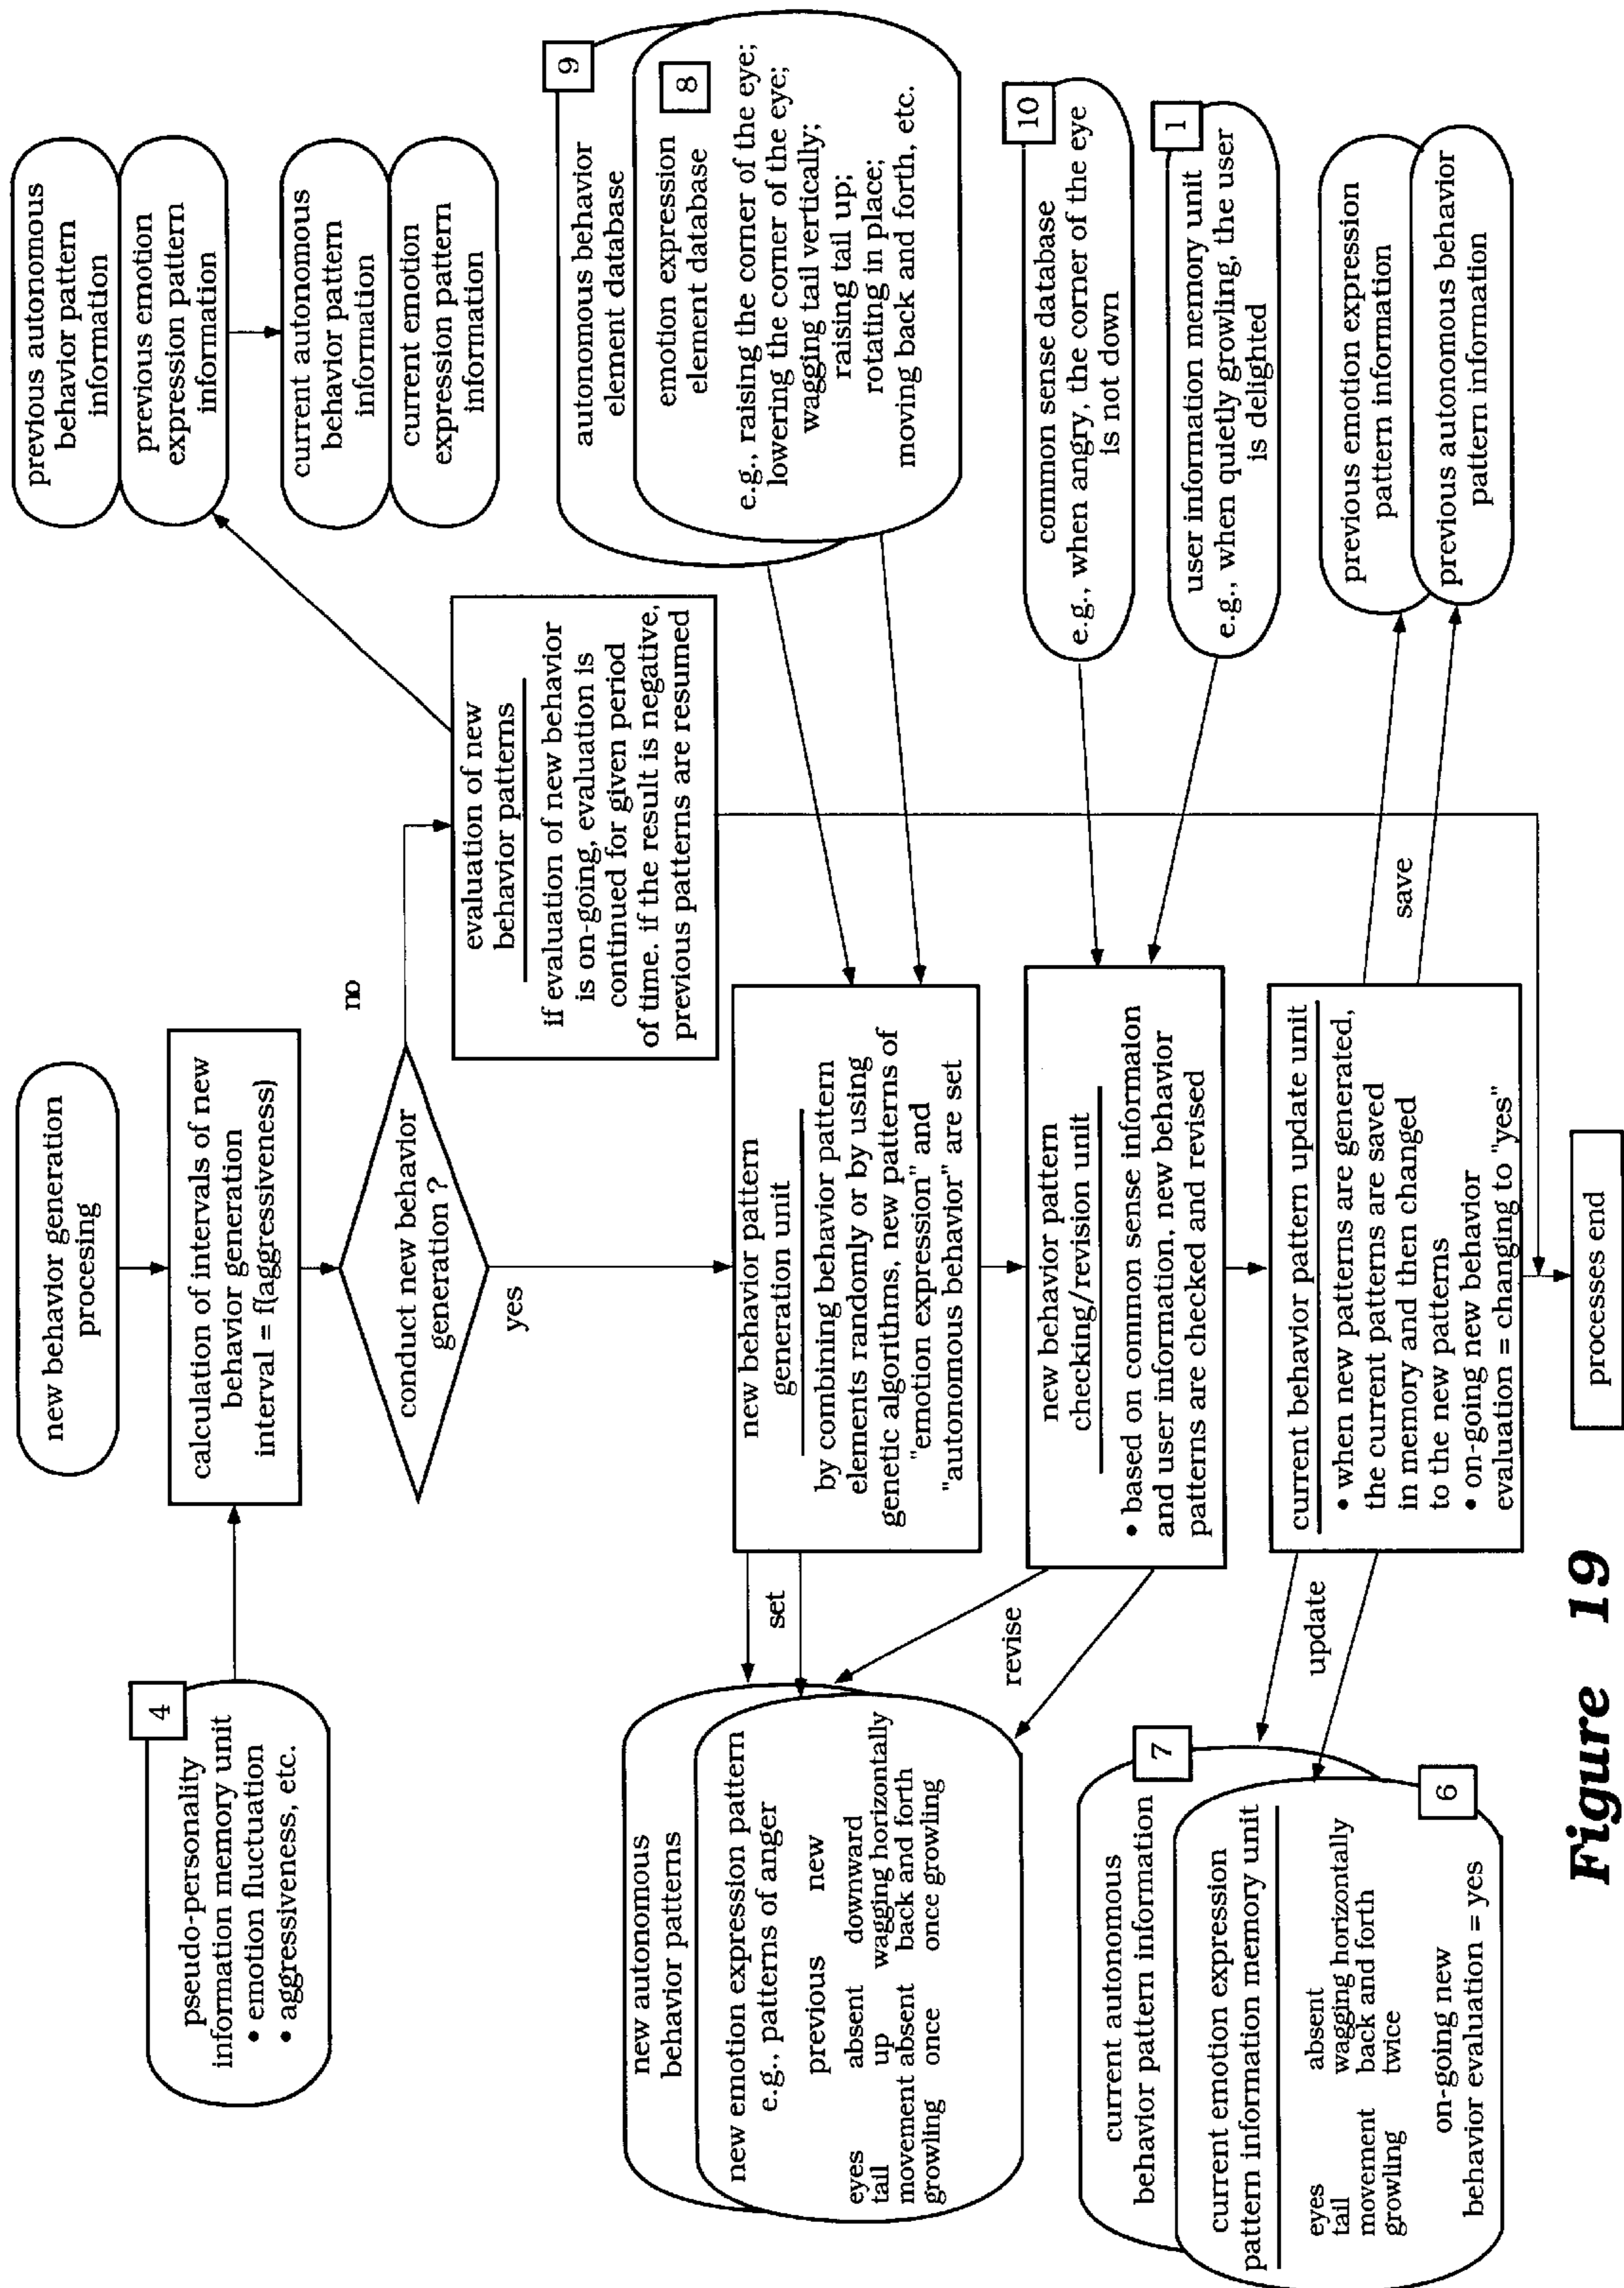 new behavior generation
procesing
4
pseudo-personality
information memory unit
• emotion fluctuation
• aggressiveness, etc.
calculation of intervals of new
behavior generation
interval = f(aggressiveness)
conduct new behavior
generation ?
no
yes
evaluation of new
behavior patterns
if evaluation of new behavior
is on-going, evaluation is
continued for given period
of time. if the result is negative,
previous patterns are resumed
previous autonomous
behavior pattern
information
previous emotion
expression pattern
information
current autonomous
behavior pattern
information
current emotion
expression pattern
information
9
autonomous behavior
element database
8
emotion expression
element database
e.g., raising the corner of the eye;
lowering the corner of the eye;
wagging tail vertically;
raising tail up;
rotating in place;
moving back and forth, etc.
new behavior pattern
generation unit
by combining behavior pattern
elements randomly or by using
genetic algorithms, new patterns of
"emotion expression" and
"autonomous behavior" are set
set
new autonomous
behavior patterns
new emotion expression pattern
e.g., patterns of anger
previous new
eyes absent downward
tail up wagging horizontally
movement absent back and forth
growling once once growling
revise
new behavior pattern
checking/revision unit
• based on common sense informaion
and user information, new behavior
patterns are checked and revised
10
common sense database
e.g., when angry, the corner of the eye
is not down
1
user information memory unit
e.g., when quietly growling, the user
is delighted
current behavior pattern update unit
• when new patterns are generated,
the current patterns are saved
in memory and then changed
to the new patterns
• on-going new behavior
evaluation = changing to "yes"
save
previous emotion expression
pattern information
previous autonomous behavior
pattern information
update
7
current autonomous
behavior pattern information
current emotion expression
pattern information memory unit
eyes absent
tail wagging horizontally
movement back and forth
growling twice
on-going new
behavior evaluation = yes
6
processes end
Figure 19